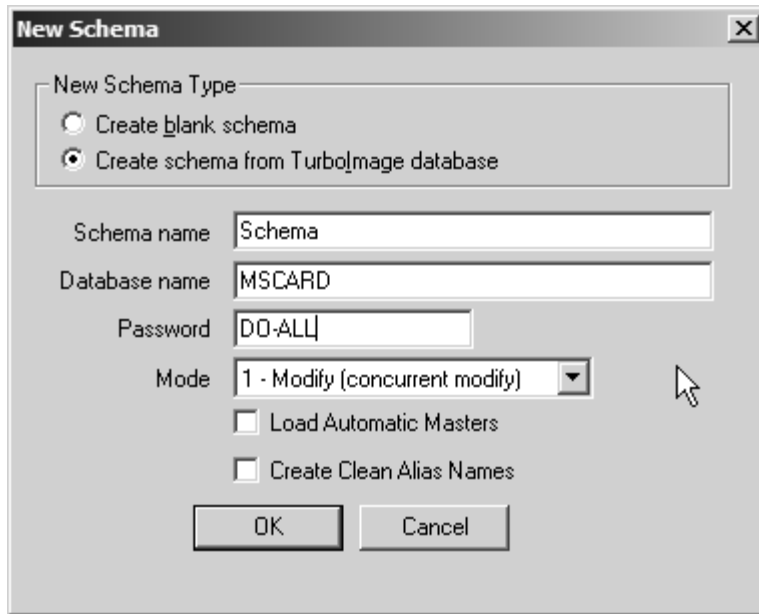 New Schema
New Schema Type
Create blank schema
Create schema from TurboImage database
Schema name Schema
Database name MSCARD
Password DO-ALL
Mode 1 - Modify (concurrent modify)
Load Automatic Masters
Create Clean Alias Names
OK Cancel